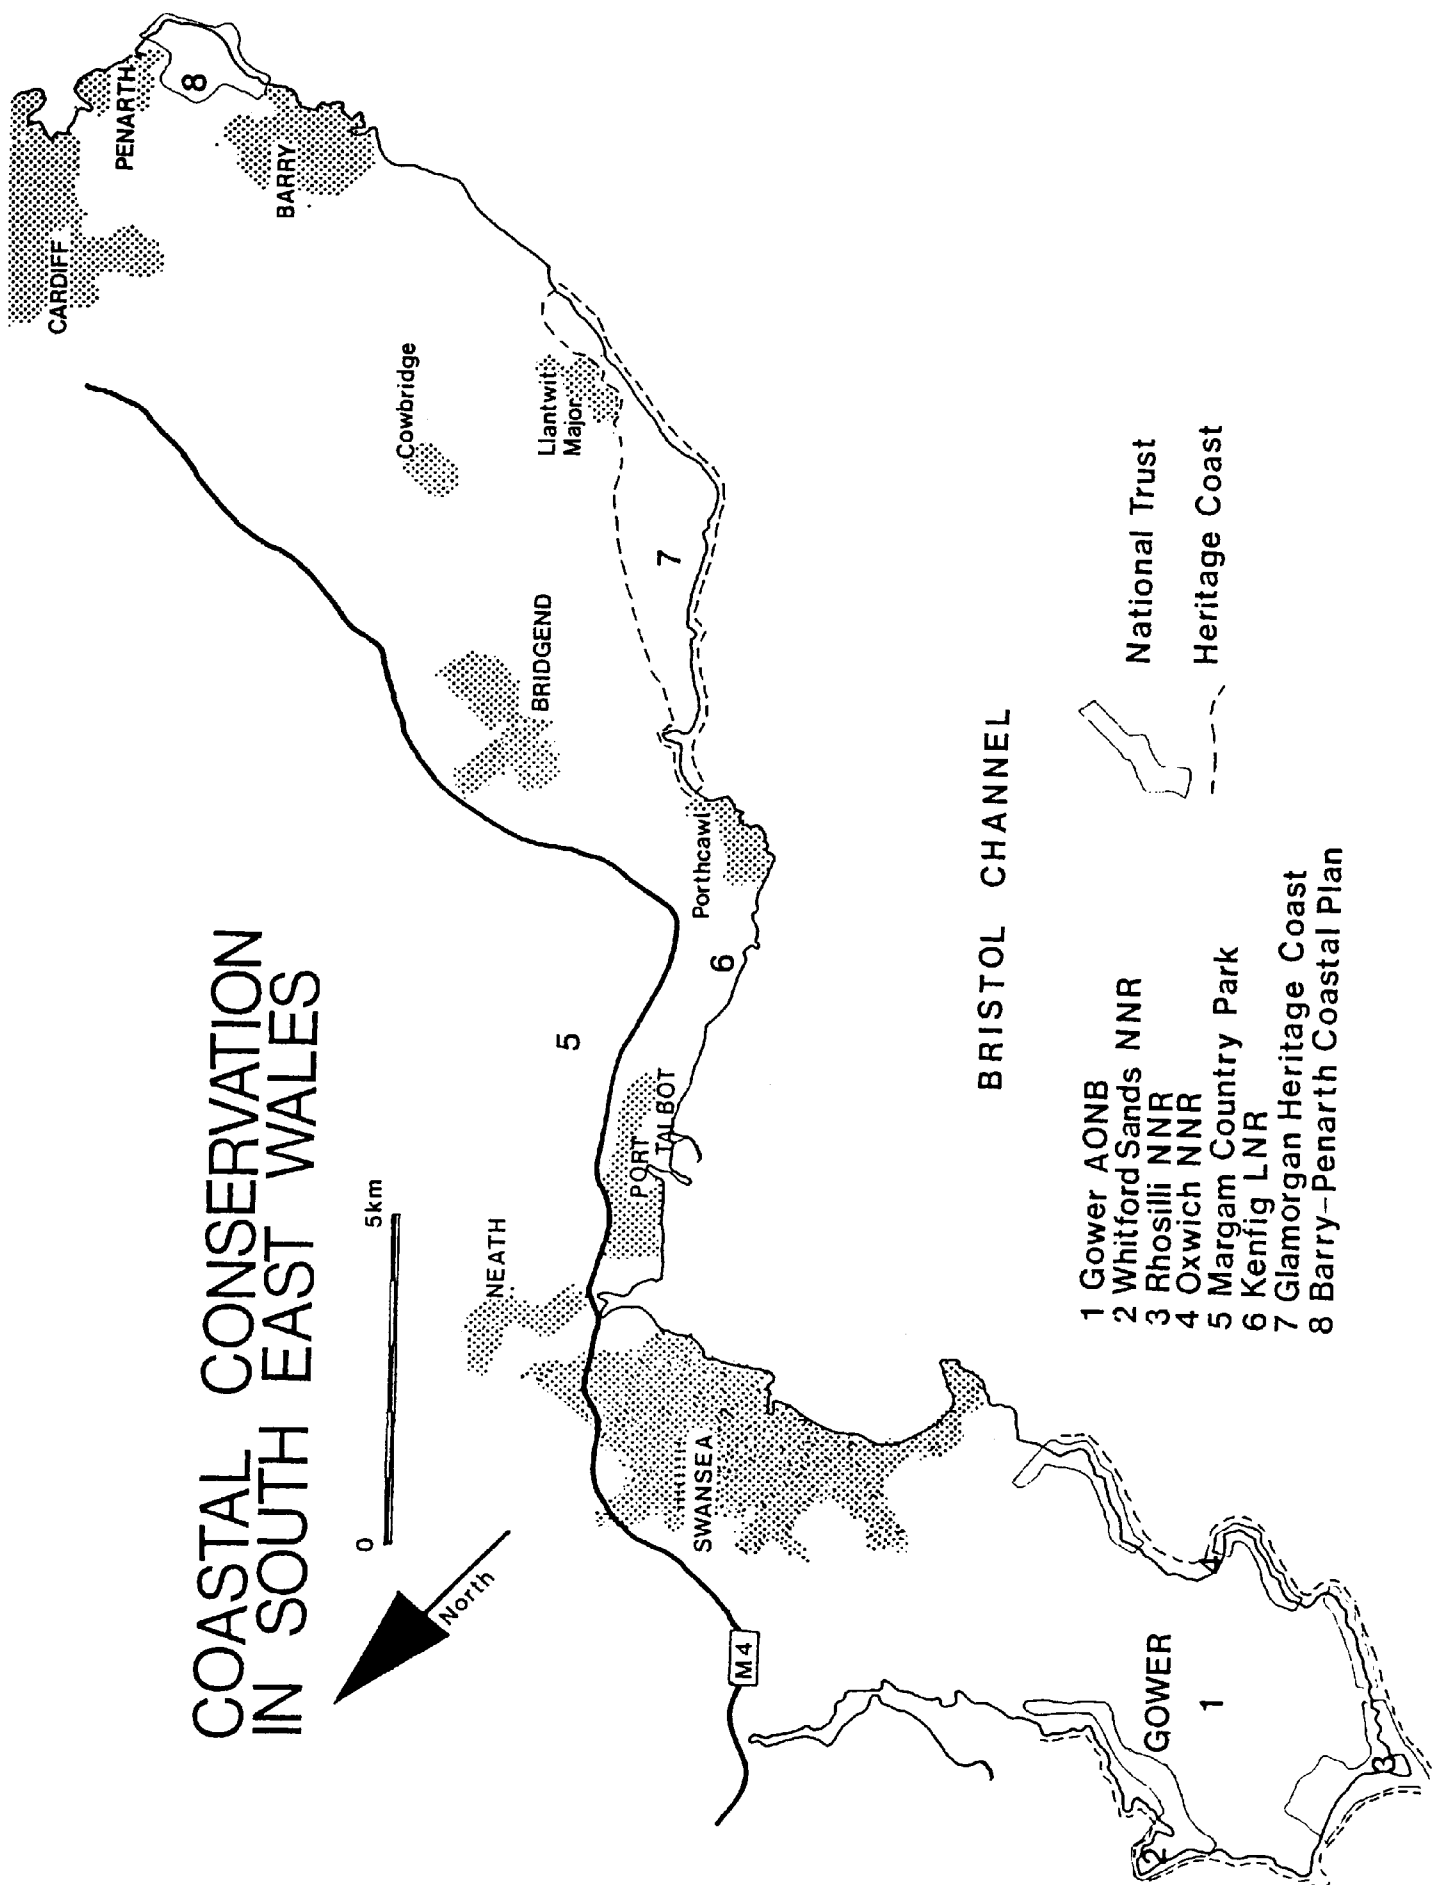 COASTAL CONSERVATION
IN SOUTH EAST WALES
0
5km
North
M4
NEATH
SWANSEA
PORT
TALBOT
5
6
Porthcawl
BRIDGEND
Cowbridge
Llantwit
Major
7
CARDIFF
PENARTH
BARRY
8
GOWER
1
2
3
4
BRISTOL CHANNEL
1 Gower AONB
2 Whitford Sands NNR
3 Rhosilli NNR
4 Oxwich NNR
5 Margam Country Park
6 Kenfig LNR
7 Glamorgan Heritage Coast
8 Barry-Penarth Coastal Plan
National Trust
Heritage Coast